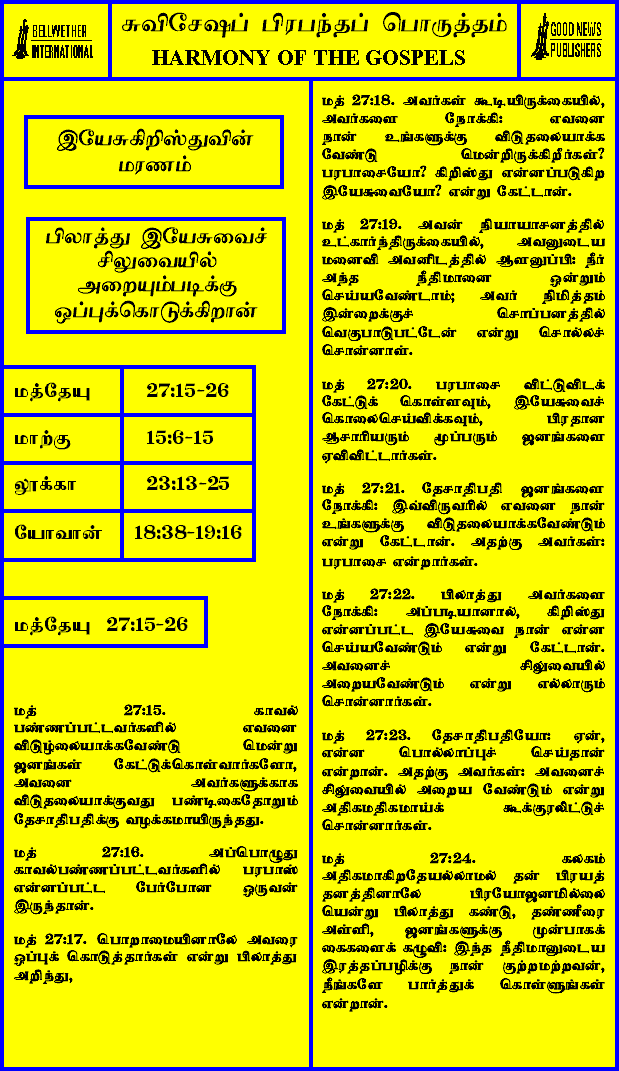 BELLWETHER
INTERNATIONAL
சுவிசேஷப் பிரபந்தப் பொருத்தம்
HARMONY OF THE GOSPELS
GOOD NEWS
PUBLISHERS
இயேசுகிறிஸ்துவின்
மரணம்
பிலாத்து இயேசுவைச்
சிலுவையில்
அறையும்படிக்கு
ஒப்புக்கொடுக்கிறான்
மத்தேயு 27:15-26
மாற்கு 15:6-15
லூக்கா 23:13-25
யோவான் 18:38-19:16
மத்தேயு 27:15-26
மத் 27:15. காவல்
பண்ணப்பட்டவர்களில் எவனை
விடுதலையாக்கவேண்டு மென்று
ஜனங்கள் கேட்டுக்கொள்வார்களோ,
அவனை அவர்களுக்காக
விடுதலையாக்குவது பண்டிகைதோறும்
தேசாதிபதிக்கு வழக்கமாயிருந்தது.
மத் 27:16. அப்பொழுது
காவல்பண்ணப்பட்டவர்களில் பரபாஸ்
என்னப்பட்ட பேர்போன ஒருவன்
இருந்தான்.
மத் 27:17. பொறாமையினாலே அவரை
ஒப்புக் கொடுத்தார்கள் என்று பிலாத்து
அறிந்து,
மத் 27:18. அவர்கள் கூடியிருக்கையில்,
அவர்களை நோக்கி: எவனை
நான் உங்களுக்கு விடுதலையாக்க
வேண்டு மென்றிருக்கிறீர்கள்?
பரபாசையோ? கிறிஸ்து என்னப்படுகிற
இயேசுவையோ? என்று கேட்டான்.
மத் 27:19. அவன் நியாயாசனத்தில்
உட்கார்ந்திருக்கையில், அவனுடைய
மனைவி அவனிடத்தில் ஆளனுப்பி: நீர்
அந்த நீதிமானை ஒன்றும்
செய்யவேண்டாம்; அவர் நிமித்தம்
இன்றைக்குச் சொப்பனத்தில்
வெகுபாடுபட்டேன் என்று சொல்லச்
சொன்னாள்.
மத் 27:20. பரபாசை விட்டுவிடக்
கேட்டுக் கொள்ளவும், இயேசுவைச்
கொலைசெய்விக்கவும், பிரதான
ஆசாரியரும் மூப்பரும் ஜனங்களை
ஏவிவிட்டார்கள்.
மத் 27:21. தேசாதிபதி ஜனங்களை
நோக்கி: இவ்விருவரில் எவனை நான்
உங்களுக்கு விடுதலையாக்கவேண்டும்
என்று கேட்டான். அதற்கு அவர்கள்:
பரபாசை என்றார்கள்.
மத் 27:22. பிலாத்து அவர்களை
நோக்கி: அப்படியானால், கிறிஸ்து
என்னப்பட்ட இயேசுவை நான் என்ன
செய்யவேண்டும் என்று கேட்டான்.
அவனைச் சிலுவையில்
அறையவேண்டும் என்று எல்லாரும்
சொன்னார்கள்.
மத் 27:23. தேசாதிபதியோ: ஏன்,
என்ன பொல்லாப்புச் செய்தான்
என்றான். அதற்கு அவர்கள்: அவனைச்
சிலுவையில் அறைய வேண்டும் என்று
அதிகமதிகமாய்க் கூக்குரலிட்டுச்
சொன்னார்கள்.
மத் 27:24. கலகம்
அதிகமாகிறதேயல்லாமல் தன் பிரயத்
தனத்தினாலே பிரயோஜனமில்லை
யென்று பிலாத்து கண்டு, தண்ணீரை
அள்ளி, ஜனங்களுக்கு முன்பாகக்
கைகளைக் கழுவி: இந்த நீதிமானுடைய
இரத்தப்பழிக்கு நான் குற்றமற்றவன்,
நீங்களே பார்த்துக் கொள்ளுங்கள்
என்றான்.